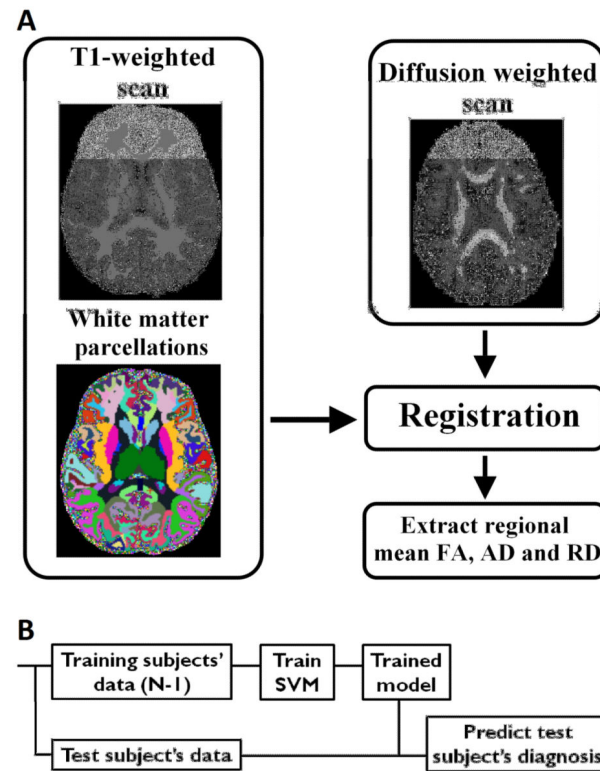 A
T1-weighted
scan
White matter
parcellations
Diffusion weighted
scan
Registration
Extract regional
mean FA, AD and RD
B
Training subjects'
data (N-1)
Train
SVM
Trained
model
Test subject's data
Predict test
subject's diagnosis